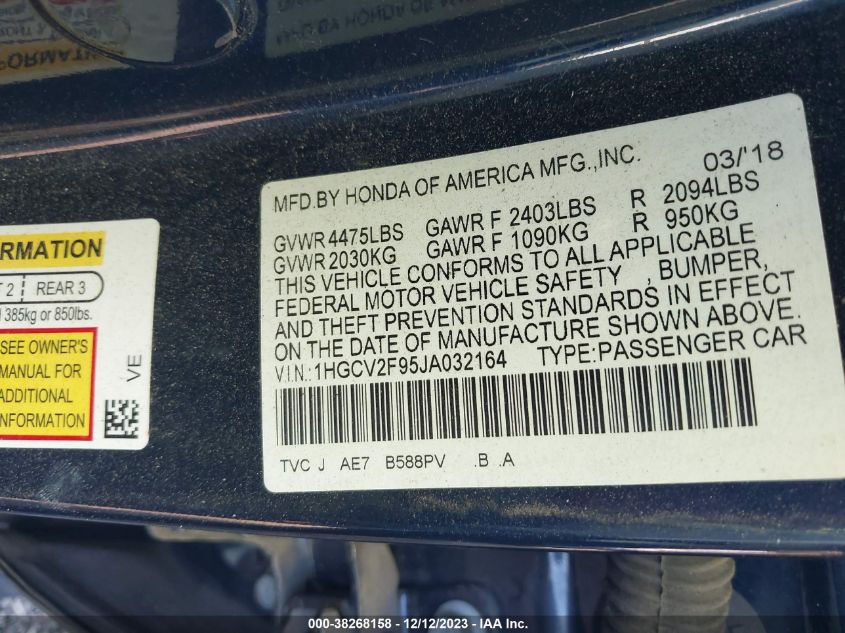 MFD.BY HONDA OF AMERICA MFG.,INC. 03/'18
GVWR 4475LBS GAWR F 2403LBS R 2094LBS
GVWR 2030KG GAWR F 1090KG R 950KG
THIS VEHICLE CONFORMS TO ALL APPLICABLE
FEDERAL MOTOR VEHICLE SAFETY , BUMPER,
AND THEFT PREVENTION STANDARDS IN EFFECT
ON THE DATE OF MANUFACTURE SHOWN ABOVE.
V.I.N.: 1HGCV2F95JA032164 TYPE:PASSENGER CAR
TVC J AE7 B588PV .B .A
RMATION
2 REAR 3
385kg or 850lbs.
SEE OWNER'S
MANUAL FOR
ADDITIONAL
INFORMATION
VE
000-38268158 - 12/12/2023 - IAA Inc.